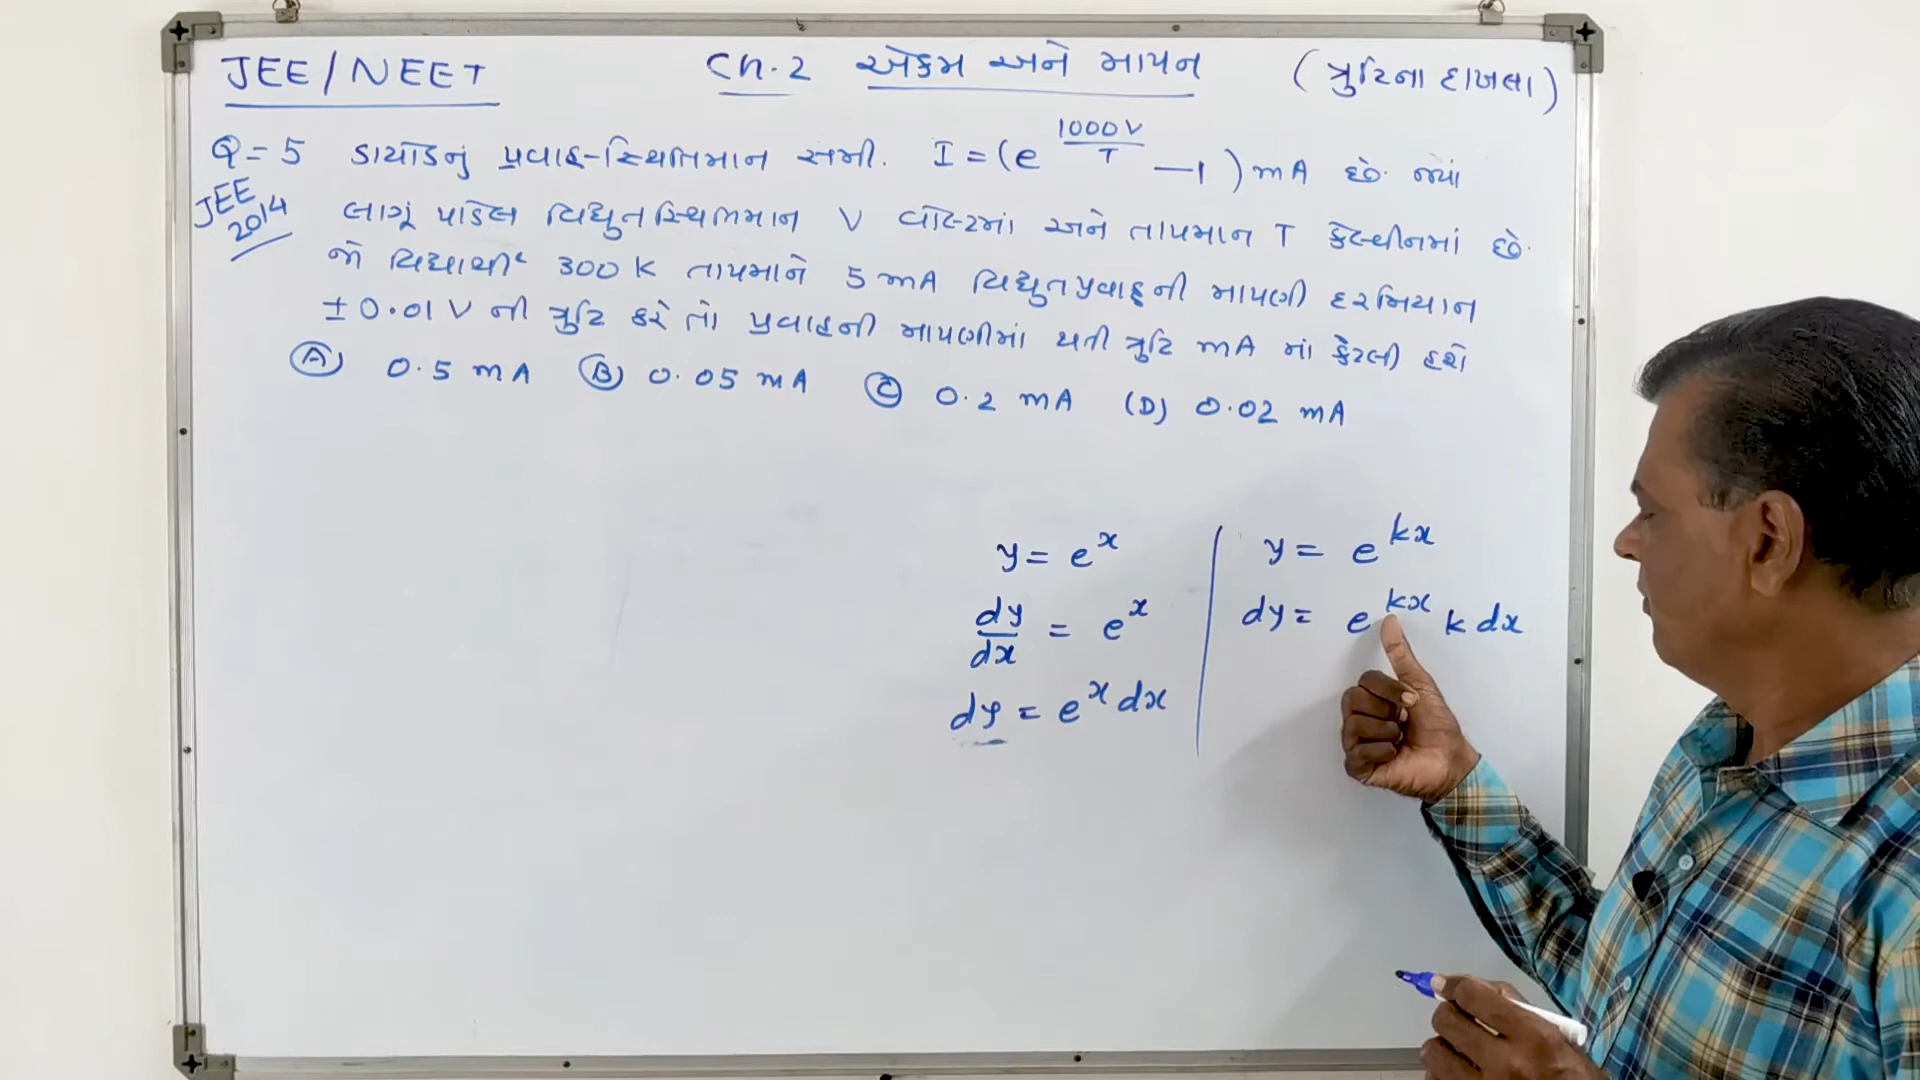 JEE/NEET
Ch.2 એકમ અને માપન
(ત્રુટિના દાખલા)
Q=5 ડાયોડનું પ્રવાહ-સ્થિતિમાન સમી. I = (e^{1000V/T} - 1) mA છે. જ્યાં
JEE 2014
લાગૂં પાડેલ વિદ્યુતસ્થિતિમાન V વોલ્ટમાં અને તાપમાન T કેલ્વીનમાં છે.
જો વિદ્યાર્થી 300 K તાપમાને 5 mA વિદ્યુતપ્રવાહની માપણી દરમિયાન
±0.01 V ની ત્રુટિ કરે તો પ્રવાહની માપણીમાં થતી ત્રુટિ mA માં કેટલી હશે
(A) 0.5 mA (B) 0.05 mA (C) 0.2 mA (D) 0.02 mA
y = e^x
dy/dx = e^x
dy = e^x dx
y = e^{kx}
dy = e^{kx} k dx